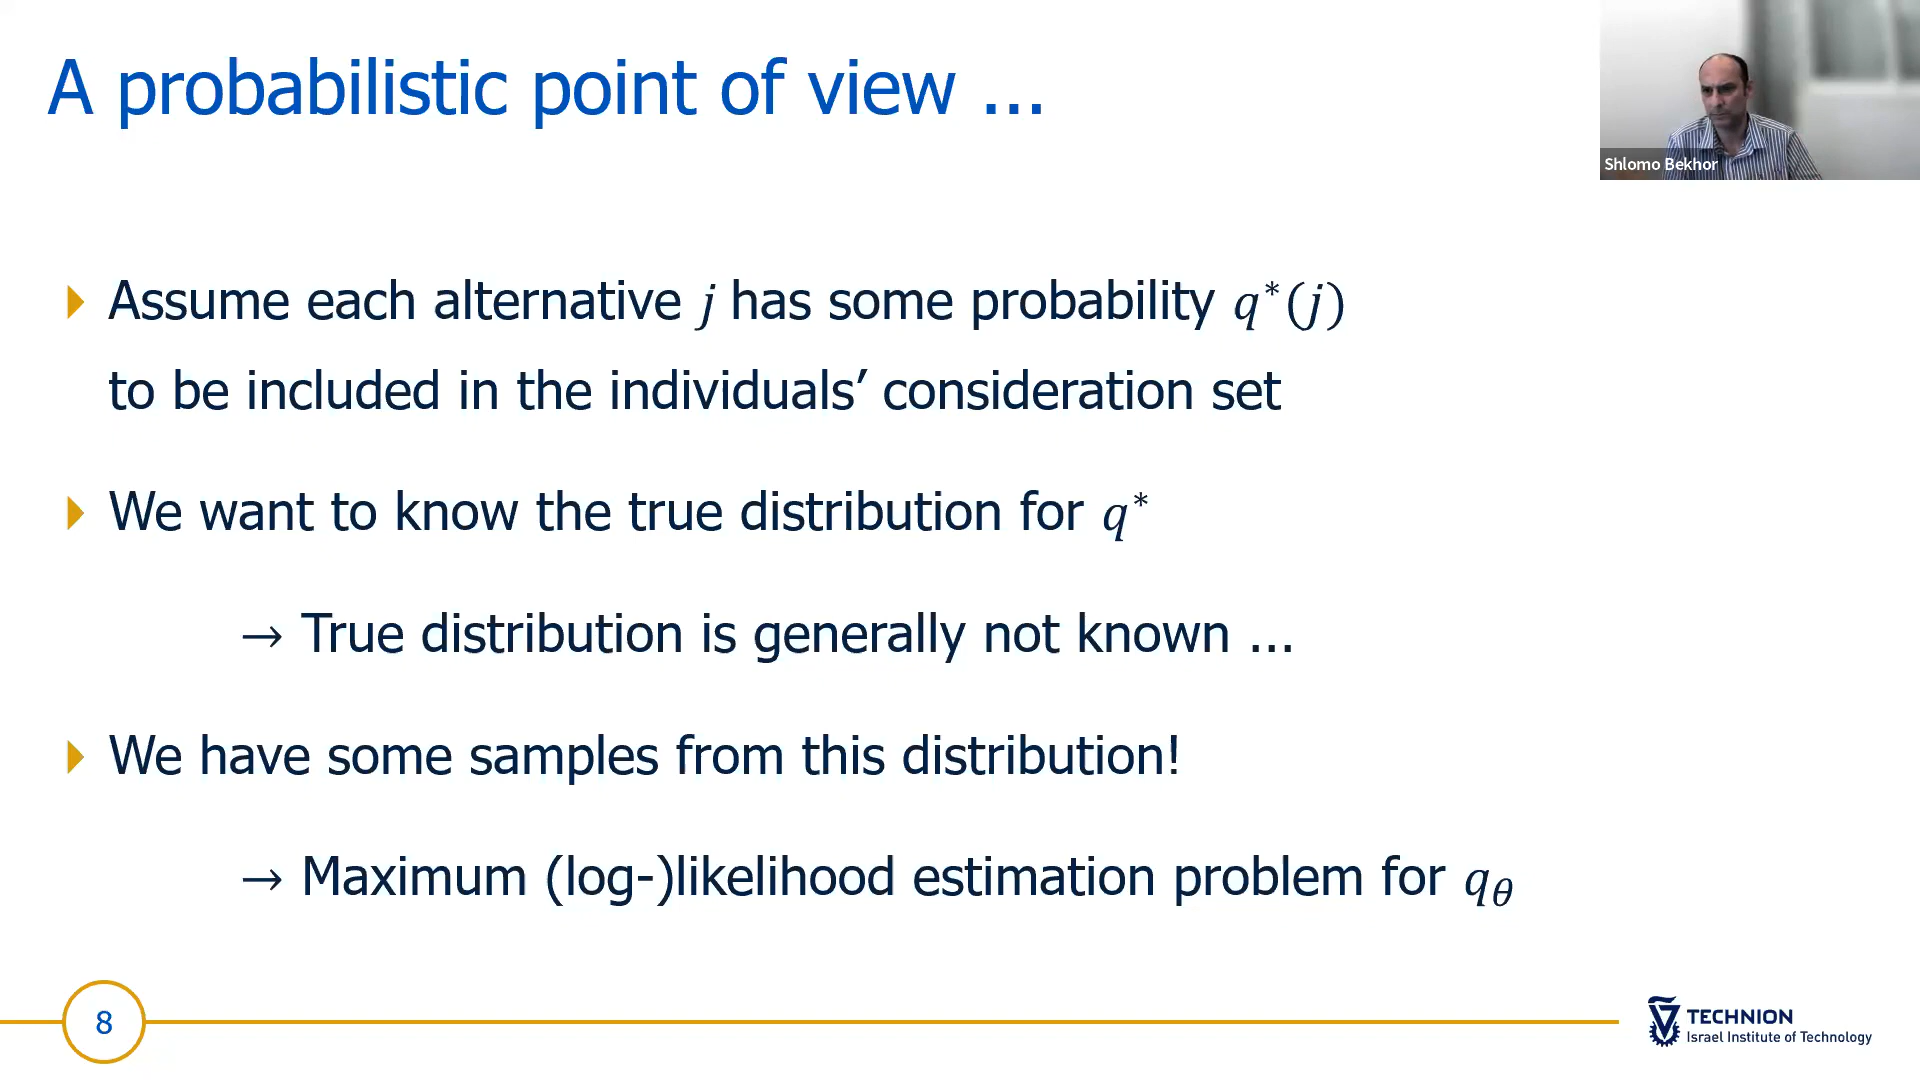 A probabilistic point of view ...
Shlomo Bekhor
Assume each alternative j has some probability q*(j)
to be included in the individuals’ consideration set
We want to know the true distribution for q*
→ True distribution is generally not known ...
We have some samples from this distribution!
→ Maximum (log-)likelihood estimation problem for qθ
8
TECHNION
Israel Institute of Technology